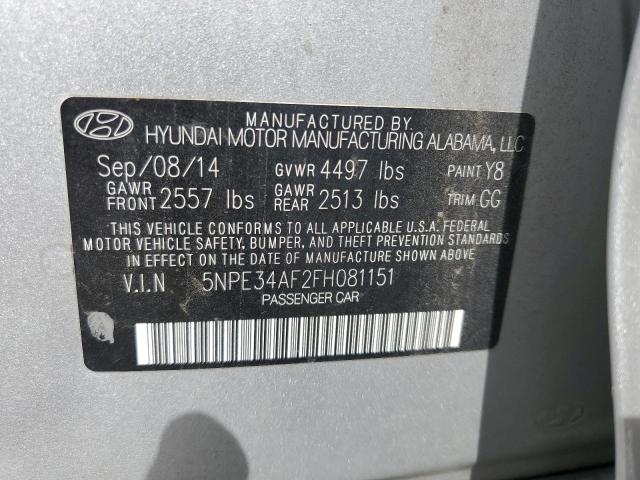 MANUFACTURED BY
HYUNDAI MOTOR MANUFACTURING ALABAMA, LLC
Sep/08/14 GVWR 4497 lbs PAINT Y8
GAWR FRONT 2557 lbs GAWR REAR 2513 lbs TRIM GG
THIS VEHICLE CONFORMS TO ALL APPLICABLE U.S.A. FEDERAL
MOTOR VEHICLE SAFETY, BUMPER, AND THEFT PREVENTION STANDARDS
IN EFFECT ON THE DATE OF MANUFACTURE SHOWN ABOVE
V.I.N 5NPE34AF2FH081151
PASSENGER CAR